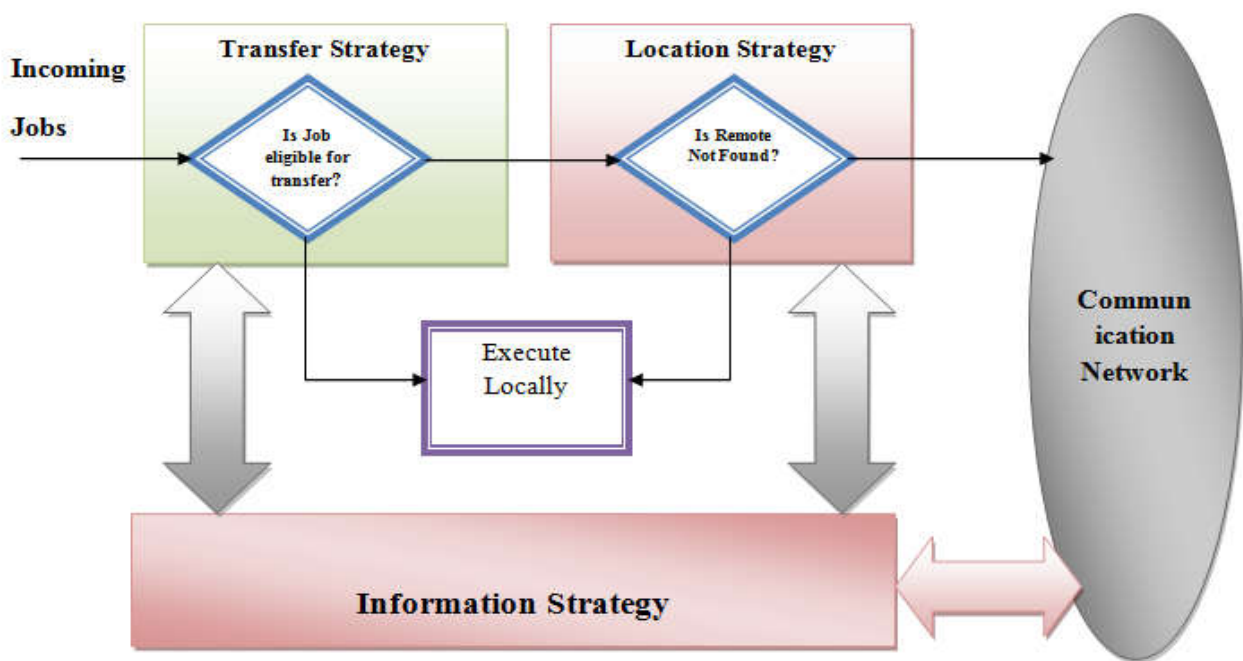 Transfer Strategy
Location Strategy
Incoming
Jobs
Is Job
eligible for
transfer?
Is Remote
Not Found?
Execute
Locally
Commun
ication
Network
Information Strategy